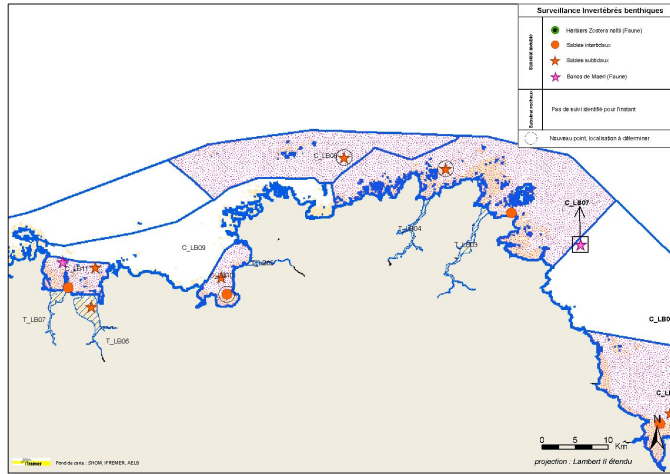 Surveillance Invertébrés benthiques
Herbiers Zostera noltii (Faune)
Sables intertidaux
Sables subtidaux
Bancs de Maerl (Faune)
Pas de suivi identifié pour l'instant
Nouveau point, localisation à déterminer
C_LB08
C_LB07
T_LB04
T_LB03
C_LB09
C_LB11
T_LB07
T_LB06
N
0 5 10
Km
projection : Lambert II étendu
Ifremer
Fond de carte : SHOM, IFREMER, AELB